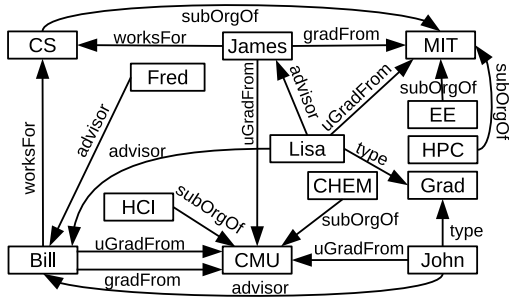 subOrgOf
CS
worksFor
James
gradFrom
MIT
Fred
uGradFrom
advisor
uGradFrom
subOrgOf
subOrgOf
EE
advisor
worksFor
advisor
Lisa
type
HPC
CHEM
Grad
HCI
subOrgOf
subOrgOf
type
Bill
uGradFrom
CMU
uGradFrom
John
gradFrom
advisor